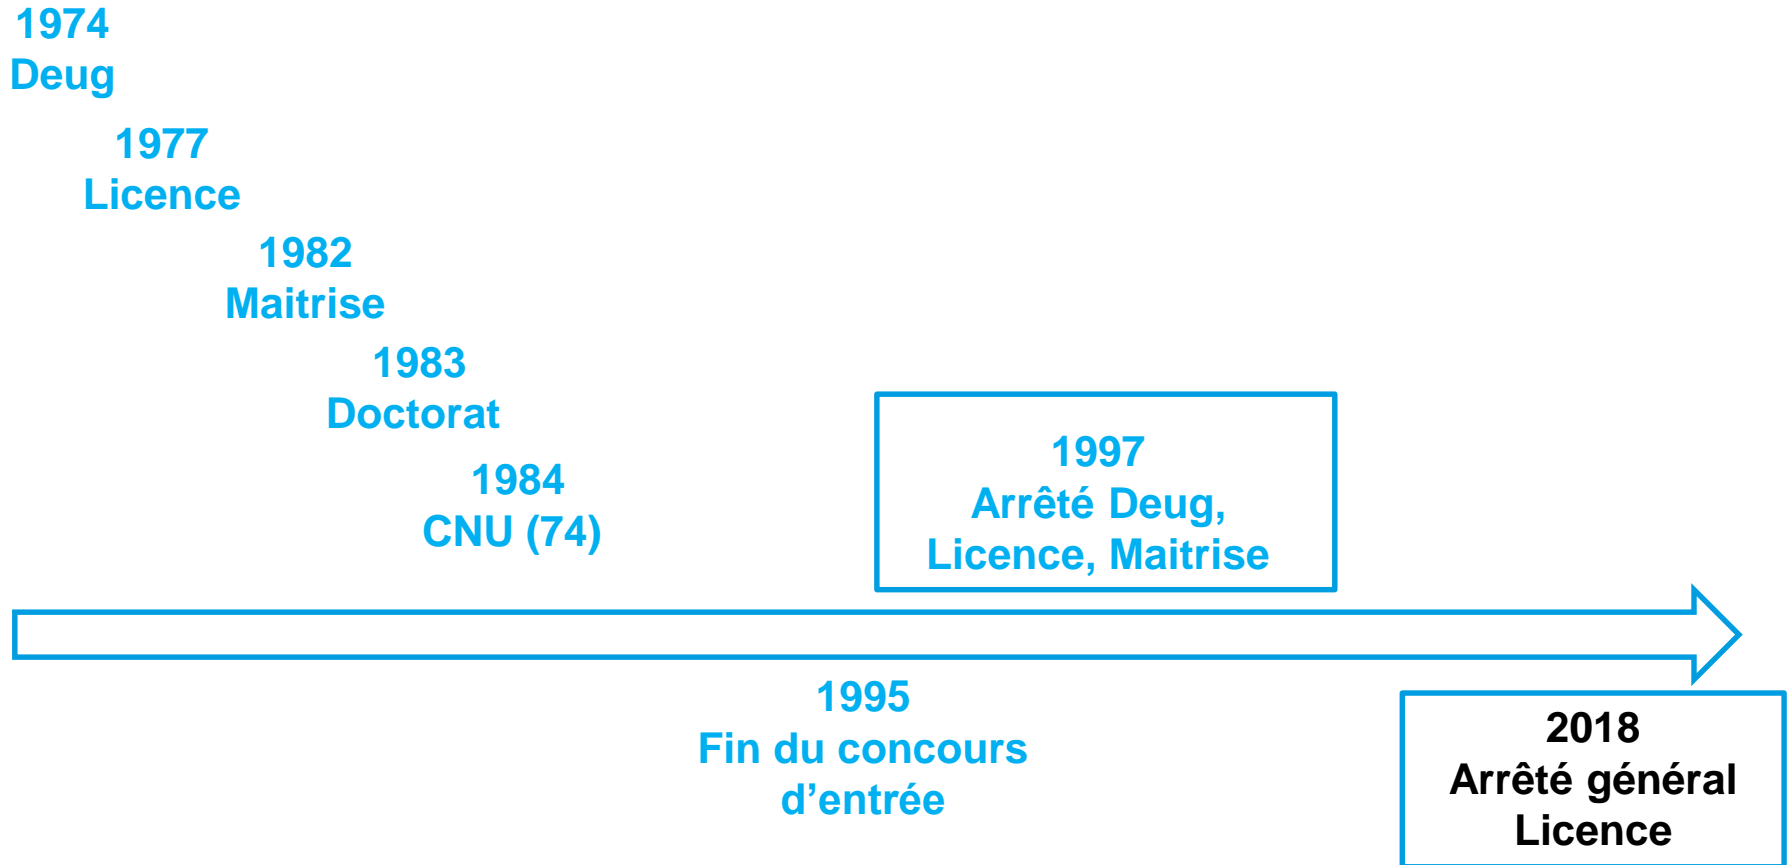 1974
Deug
1977
Licence
1982
Maitrise
1983
Doctorat
1984
CNU (74)
1997
Arrêté Deug,
Licence, Maitrise
1995
Fin du concours
d’entrée
2018
Arrêté général
Licence